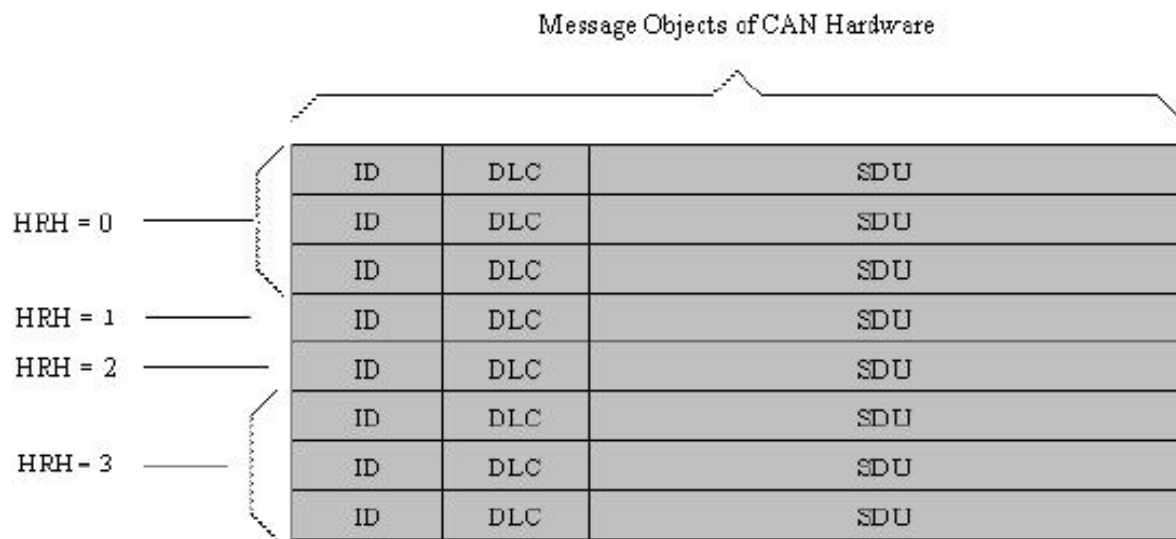 Message Objects of CAN Hardware
ID DLC SDU
HRH = 0 ID DLC SDU
ID DLC SDU
HRH = 1 ID DLC SDU
HRH = 2 ID DLC SDU
ID DLC SDU
HRH = 3 ID DLC SDU
ID DLC SDU